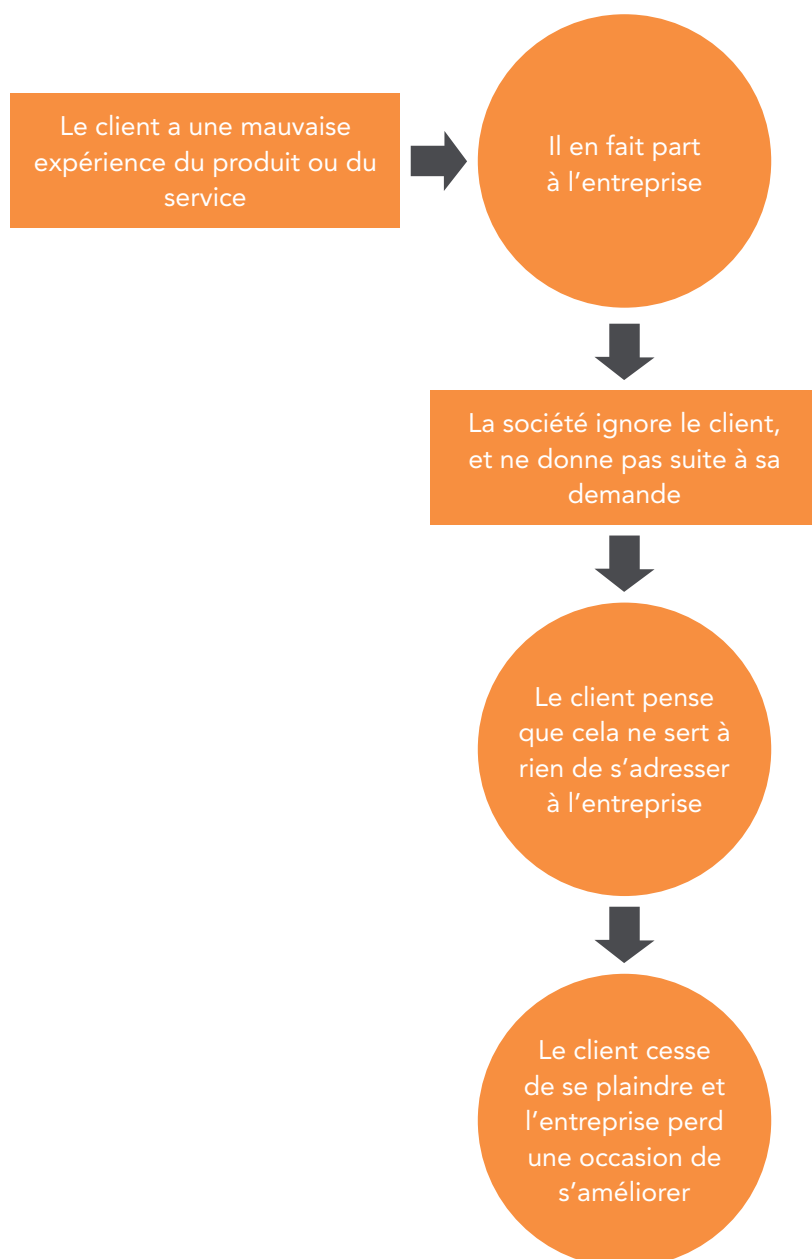 Le client a une mauvaise
expérience du produit ou du
service
Il en fait part
à l’entreprise
La société ignore le client,
et ne donne pas suite à sa
demande
Le client pense
que cela ne sert à
rien de s’adresser
à l’entreprise
Le client cesse
de se plaindre et
l’entreprise perd
une occasion de
s’améliorer